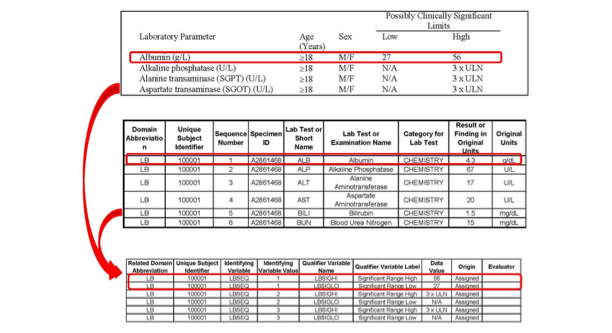 Possibly Clinically Significant
Limits
Laboratory Parameter Age (Years) Sex Low High
Albumin (g/L) ≥18 M/F 27 56
Alkaline phosphatase (U/L) ≥18 M/F N/A 3 x ULN
Alanine transaminase (SGPT) (U/L) ≥18 M/F N/A 3 x ULN
Aspartate transaminase (SGOT) (U/L) ≥18 M/F N/A 3 x ULN
Domain Abbreviatio n Unique Subject Identifier Sequence Number Specimen ID Lab Test or Short Name Lab Test or Examination Name Category for Lab Test Result or Finding in Original Units Original Units
LB 100001 1 A2861468 ALB Albumin CHEMISTRY 4.3 g/dL
LB 100001 2 A2861468 ALP Alkaline Phosphatase CHEMISTRY 67 U/L
LB 100001 3 A2861468 ALT Alanine Aminotransferase CHEMISTRY 17 U/L
LB 100001 4 A2861468 AST Aspartate Aminotransferase CHEMISTRY 20 U/L
LB 100001 5 A2861468 BILI Bilirubin CHEMISTRY 1.5 mg/dL
LB 100001 6 A2861468 BUN Blood Urea Nitrogen CHEMISTRY 15 mg/dL
Related Domain Abbreviation Unique Subject Identifier Identifying Variable Identifying Variable Value Qualifier Variable Name Qualifier Variable Label Data Value Origin Evaluator
LB 100001 LBSEQ 1 LBSIGHI Significant Range High 56 Assigned
LB 100001 LBSEQ 1 LBSIGLO Significant Range Low 27 Assigned
LB 100001 LBSEQ 2 LBSIGHI Significant Range High 3 x ULN Assigned
LB 100001 LBSEQ 2 LBSIGLO Significant Range Low N/A Assigned
LB 100001 LBSEQ 3 LBSIGHI Significant Range High 3 x ULN Assigned
LB 100001 LBSEQ 3 LBSIGLO Significant Range Low N/A Assigned